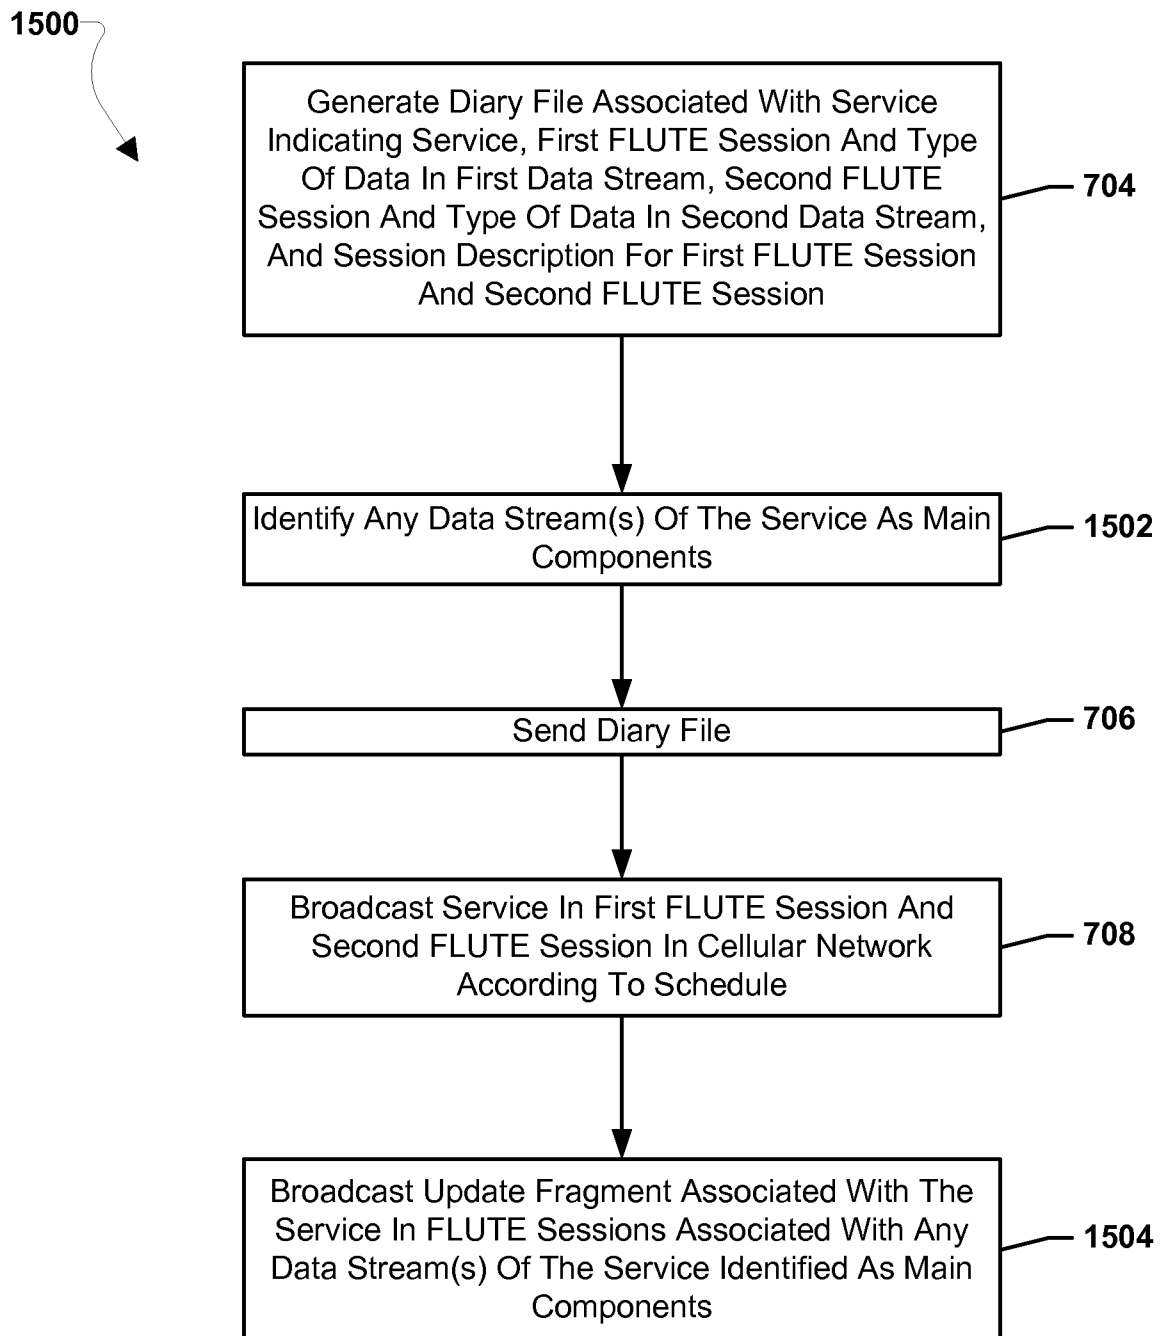 1500
Generate Diary File Associated With Service
Indicating Service, First FLUTE Session And Type
Of Data In First Data Stream, Second FLUTE
Session And Type Of Data In Second Data Stream,
And Session Description For First FLUTE Session
And Second FLUTE Session
704
Identify Any Data Stream(s) Of The Service As Main
Components
1502
Send Diary File
706
Broadcast Service In First FLUTE Session And
Second FLUTE Session In Cellular Network
According To Schedule
708
Broadcast Update Fragment Associated With The
Service In FLUTE Sessions Associated With Any
Data Stream(s) Of The Service Identified As Main
Components
1504